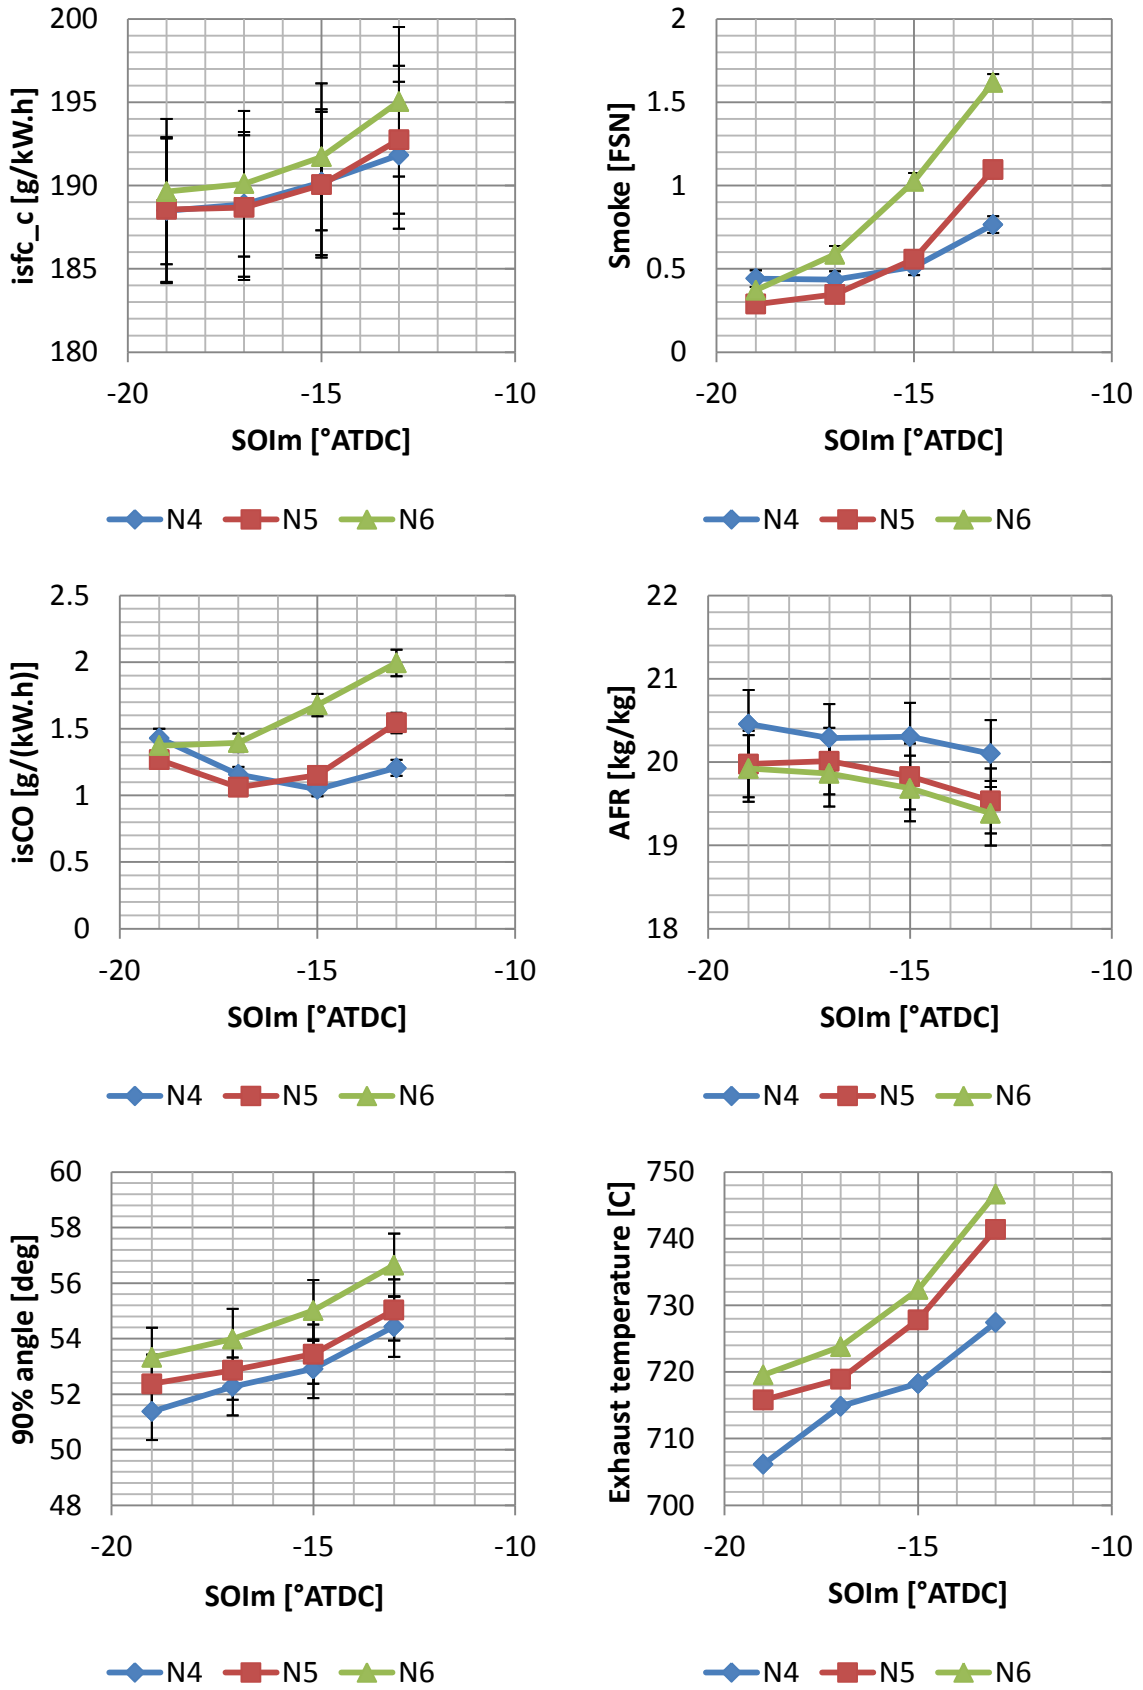 isfc_c [g/kW.h]
200
195
190
185
180
-20
-15
-10
SOIm [°ATDC]
N4 N5 N6
Smoke [FSN]
2
1.5
1
0.5
0
-20
-15
-10
SOIm [°ATDC]
N4 N5 N6
isCO [g/(kW.h)]
2.5
2
1.5
1
0.5
0
-20
-15
-10
SOIm [°ATDC]
N4 N5 N6
AFR [kg/kg]
22
21
20
19
18
-20
-15
-10
SOIm [°ATDC]
N4 N5 N6
90% angle [deg]
60
58
56
54
52
50
48
-20
-15
-10
SOIm [°ATDC]
N4 N5 N6
Exhaust temperature [C]
750
740
730
720
710
700
-20
-15
-10
SOIm [°ATDC]
N4 N5 N6